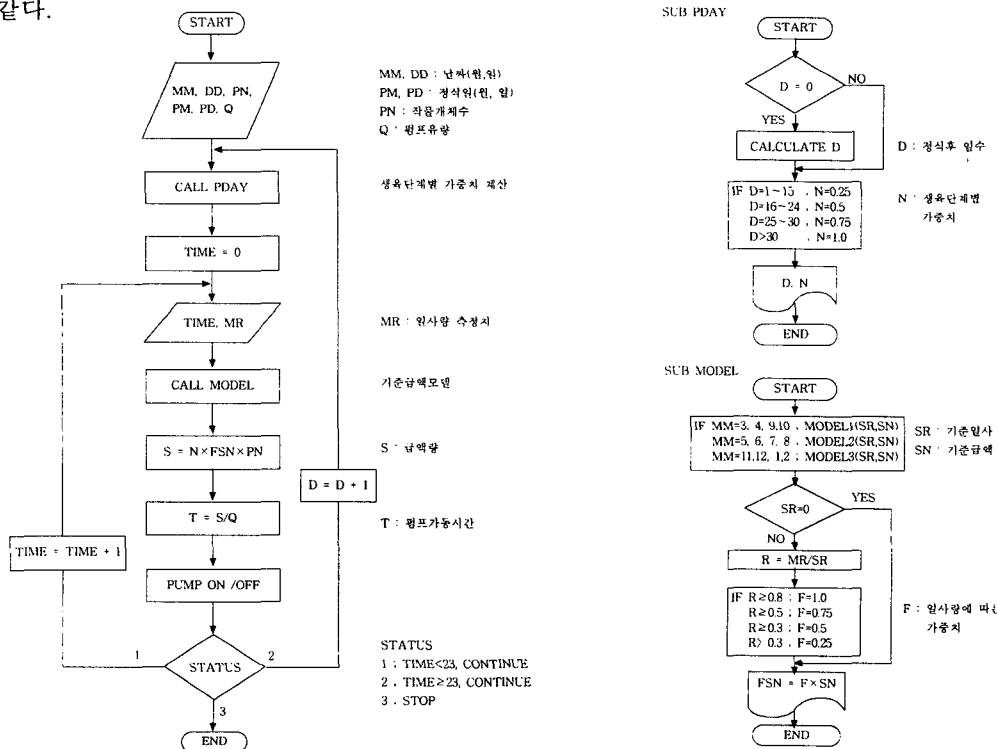 같다.
START
MM, DD, PN,
PM, PD, Q
MM, DD : 날짜(월,일)
PM, PD : 정식일(월, 일)
PN : 작물개체수
Q : 펌프유량
CALL PDAY
생육단계별 가중치 계산
TIME = 0
TIME, MR
MR : 일사량 측정치
CALL MODEL
기준급액모델
S = N×FSN×PN
S : 급액량
D = D + 1
T = S/Q
T : 펌프가동시간
TIME = TIME + 1
PUMP ON /OFF
STATUS
1
2
3
STATUS
1 ; TIME<23, CONTINUE
2 . TIME≥23, CONTINUE
3 . STOP
END
SUB PDAY
START
D = 0
NO
YES
CALCULATE D
D : 정식후 일수
IF D=1~15 , N=0.25
D=16~24 , N=0.5
D=25~30 , N=0.75
D>30 , N=1.0
N : 생육단계별
가중치
D, N
END
SUB MODEL
START
IF MM=3, 4, 9,10 , MODEL1(SR,SN)
MM=5, 6, 7, 8 , MODEL2(SR,SN)
MM=11,12, 1,2 ; MODEL3(SR,SN)
SR : 기준일사
SN : 기준급액
SR=0
YES
NO
R = MR/SR
IF R≥0.8 ; F=1.0
R≥0.5 ; F=0.75
R≥0.3 ; F=0.5
R> 0.3 ; F=0.25
F : 일사량에
가중치
FSN = F×SN
END